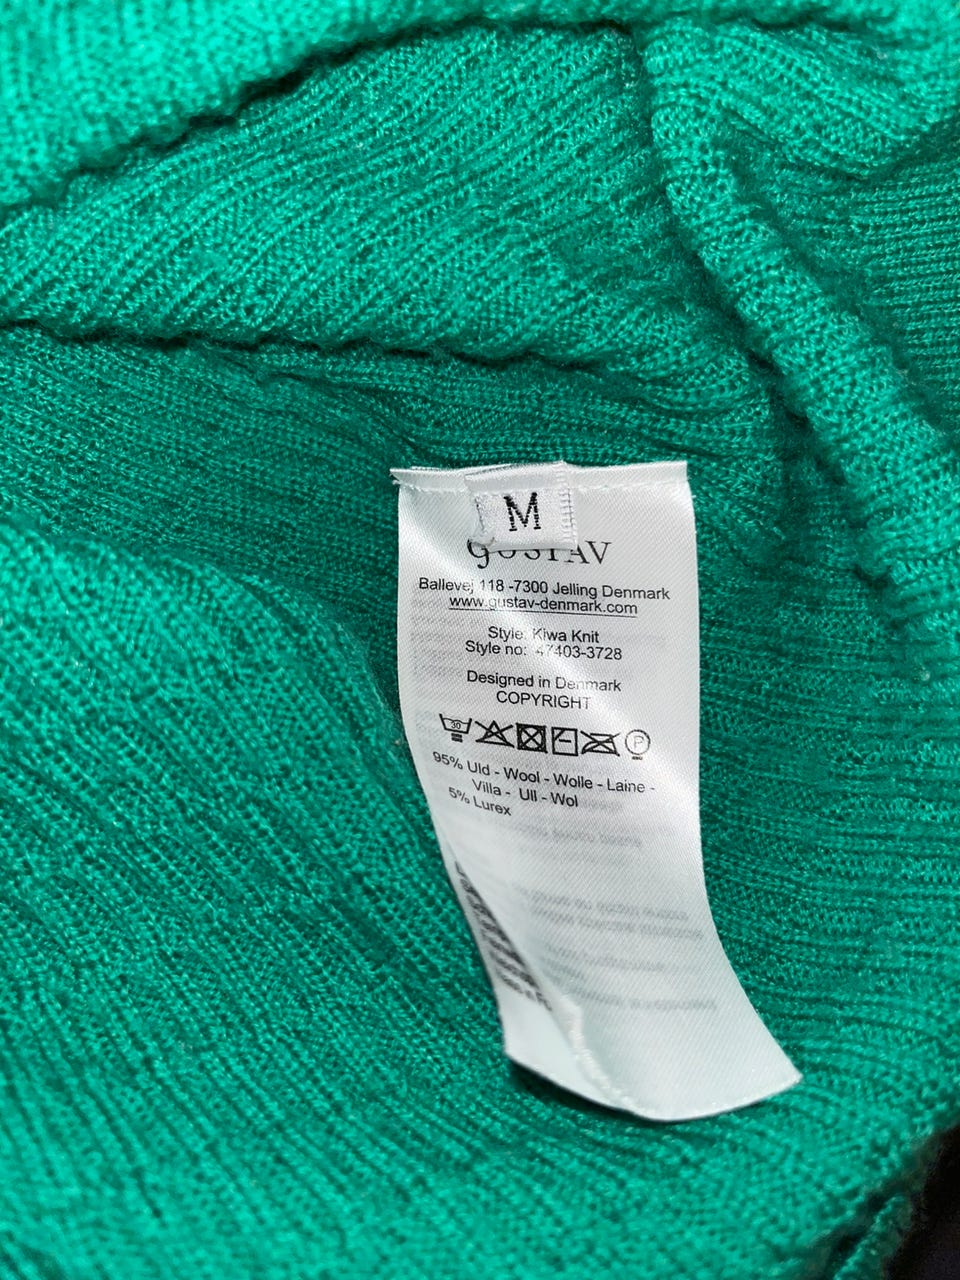 M
GUSTAV
Ballevej 118 -7300 Jelling Denmark
www.gustav-denmark.com
Style: Kiwa Knit
Style no: 47403-3728
Designed in Denmark
COPYRIGHT
30 P
95% Uld - Wool - Wolle - Laine -
Villa - Ull - Wol
5% Lurex